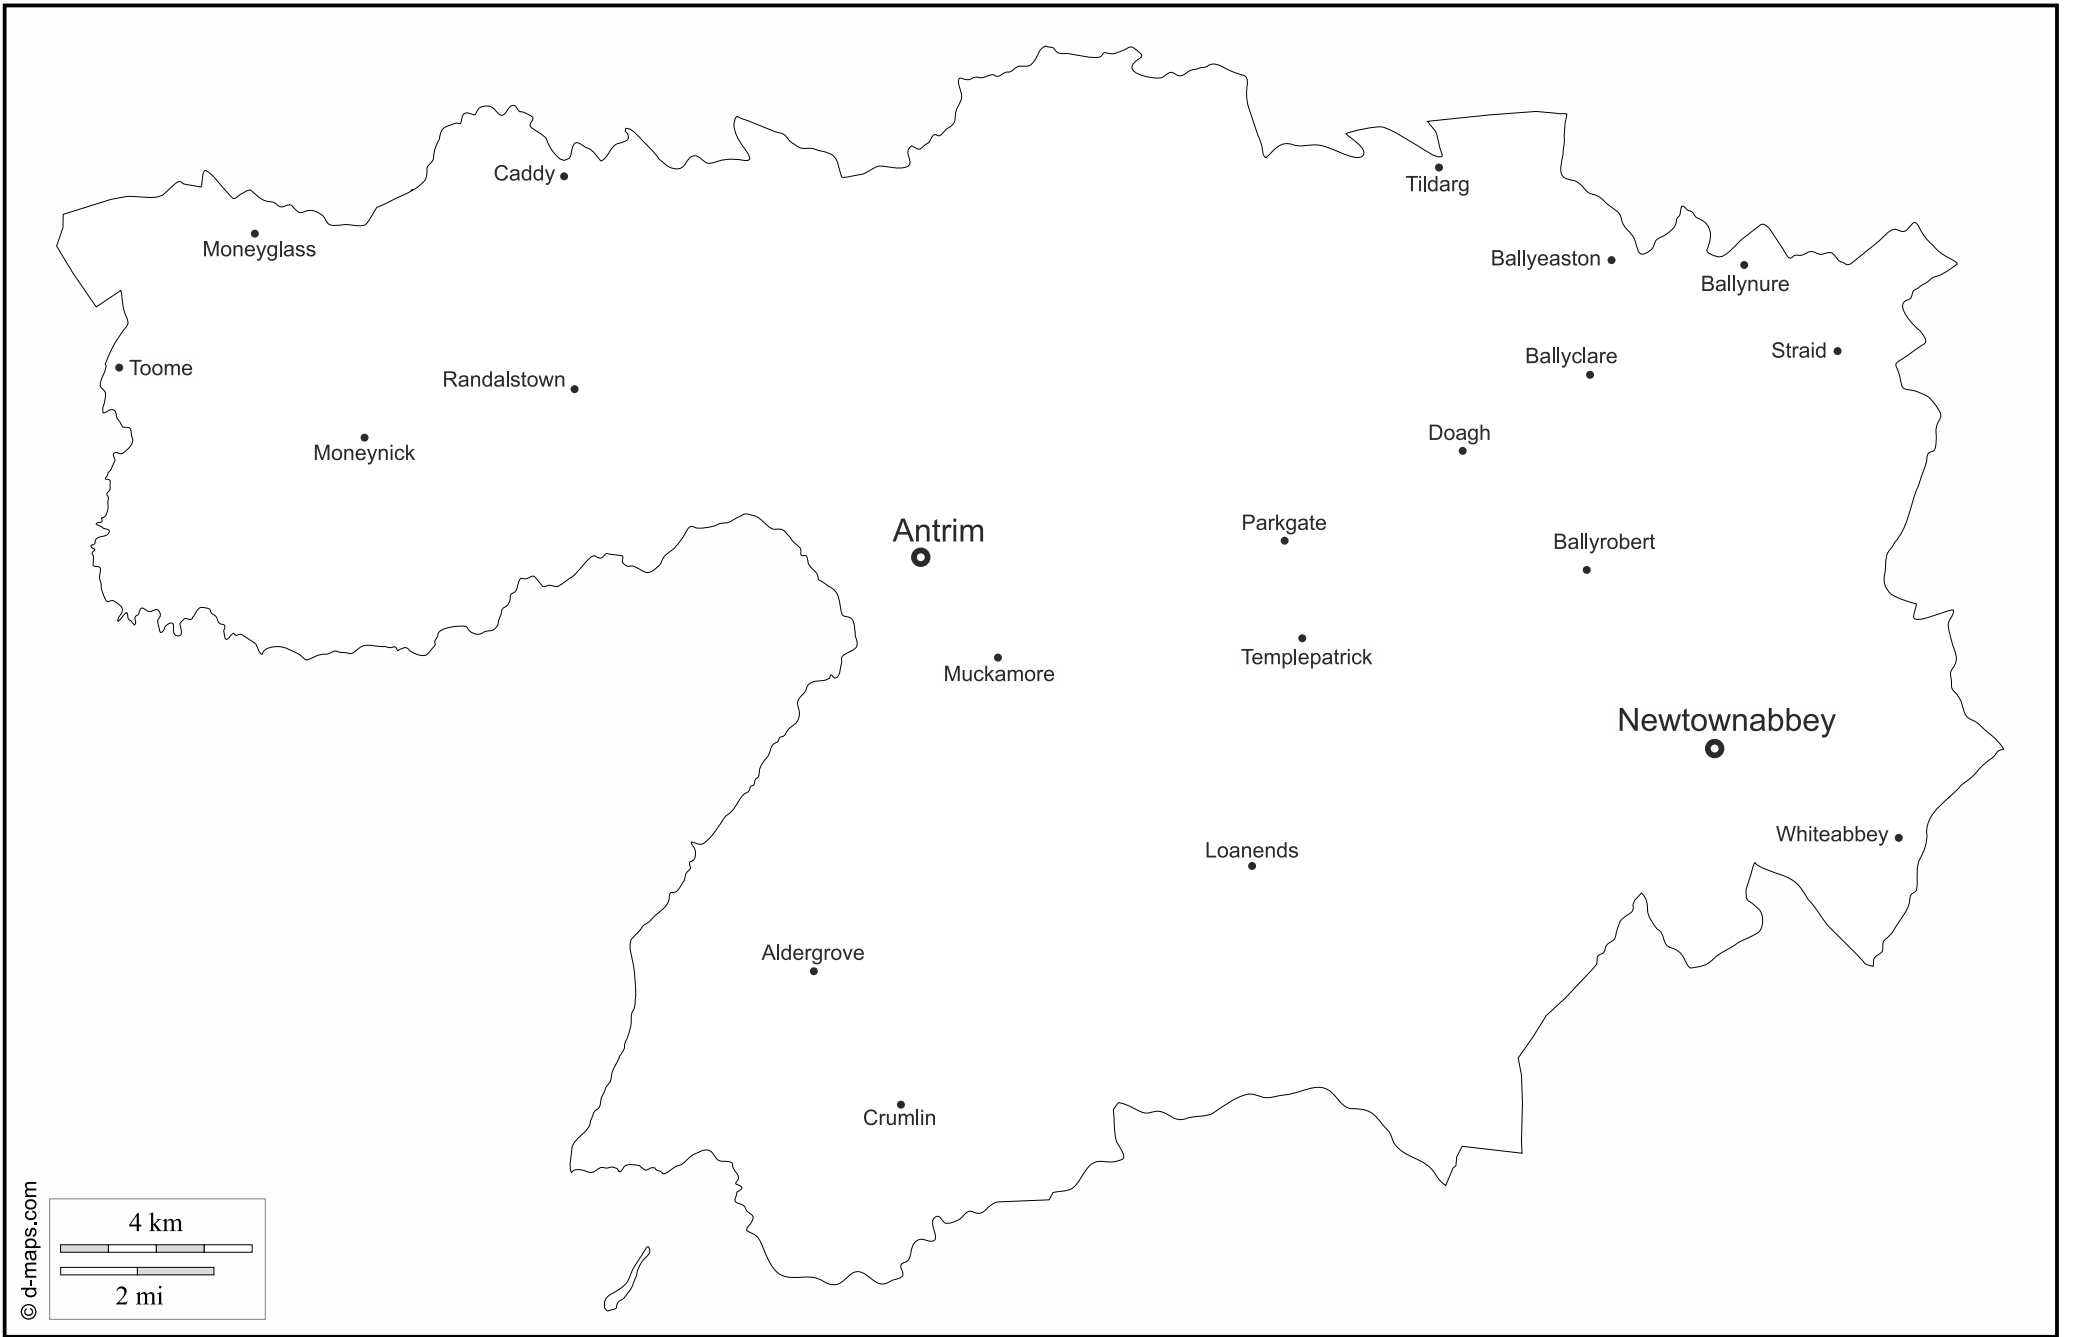 Caddy
Tildarg
Moneyglass
Ballyeaston
Ballynure
Toome
Randalstown
Ballyclare
Straid
Moneynick
Doagh
Antrim
Parkgate
Ballyrobert
Muckamore
Templepatrick
Newtownabbey
Whiteabbey
Loanends
Aldergrove
Crumlin
4 km
2 mi
© d-maps.com